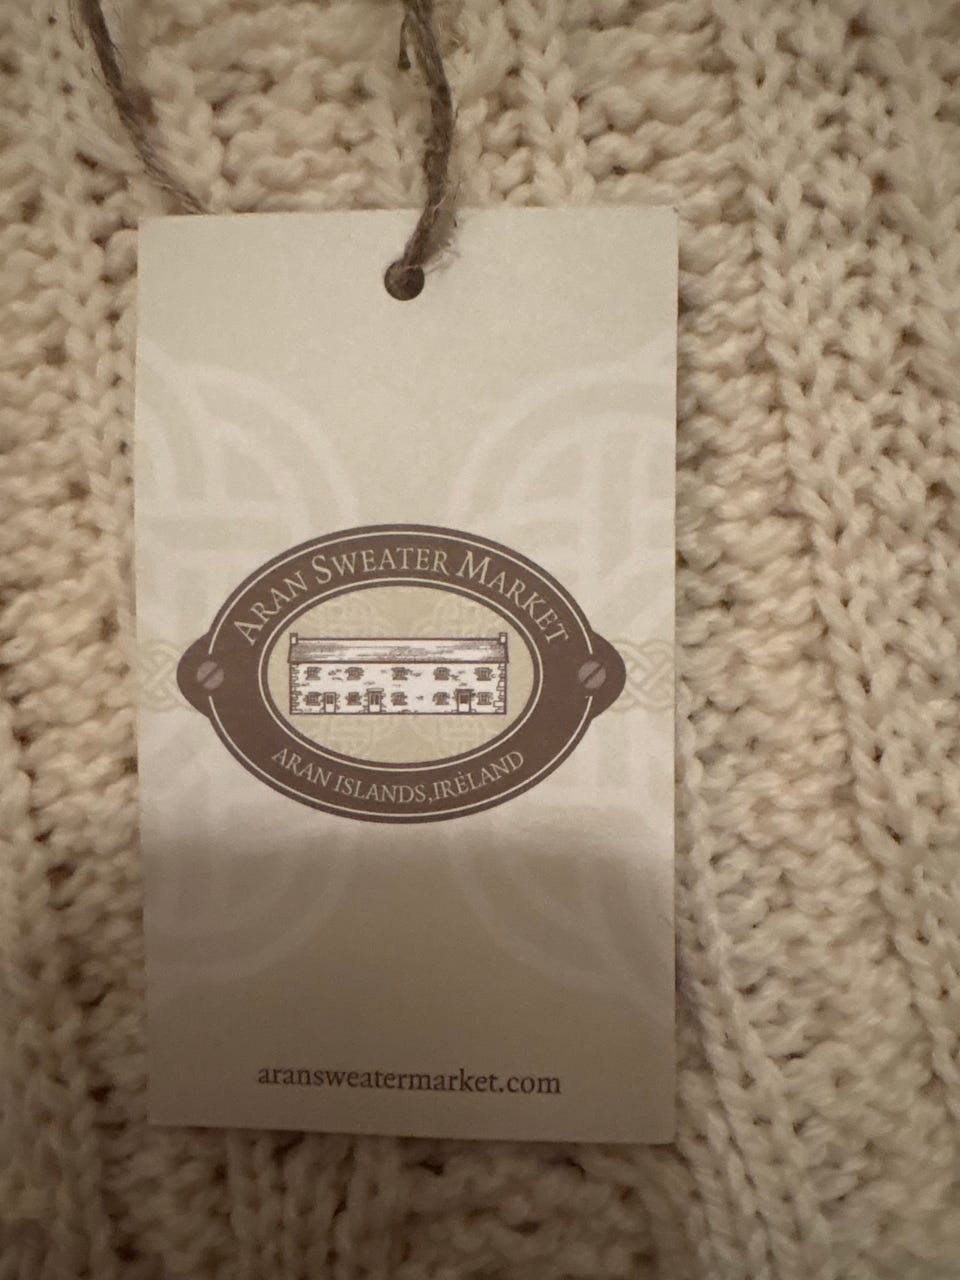 ARAN SWEATER MARKET
ARAN ISLANDS, IRELAND
aransweatermarket.com